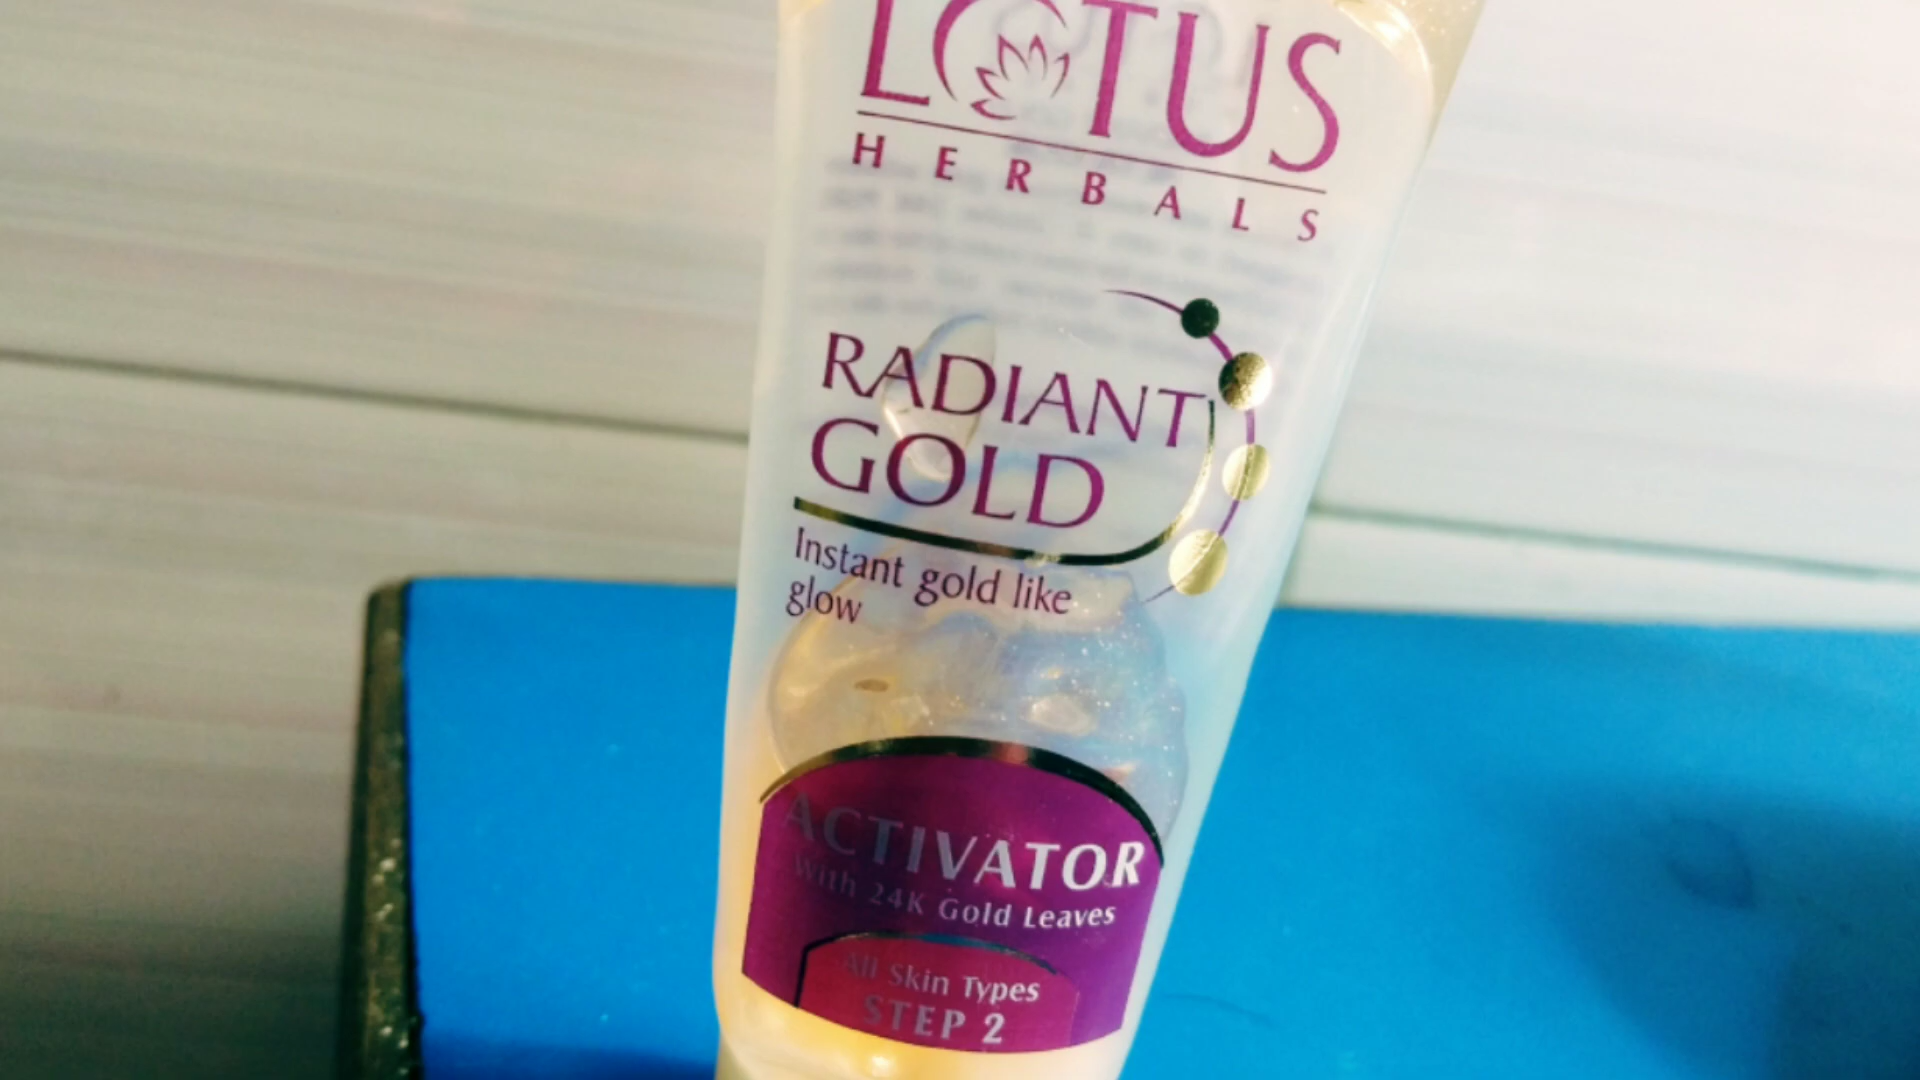 LOTUS
HERBALS
RADIANT
GOLD
Instant gold like
glow
ACTIVATOR
With 24K Gold Leaves
All Skin Types
STEP 2